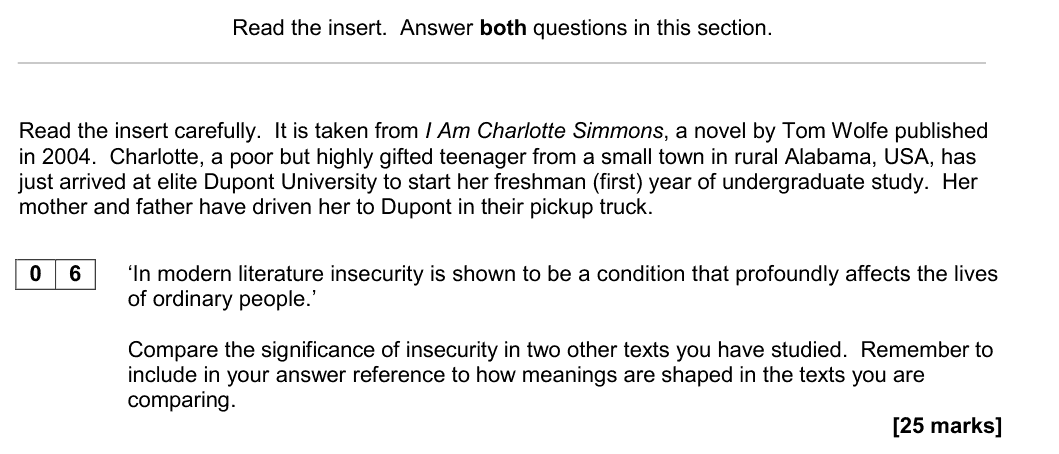 Read the insert. Answer both questions in this section.
Read the insert carefully. It is taken from I Am Charlotte Simmons, a novel by Tom Wolfe published
in 2004. Charlotte, a poor but highly gifted teenager from a small town in rural Alabama, USA, has
just arrived at elite Dupont University to start her freshman (first) year of undergraduate study. Her
mother and father have driven her to Dupont in their pickup truck.
0 6 ‘In modern literature insecurity is shown to be a condition that profoundly affects the lives
of ordinary people.’
Compare the significance of insecurity in two other texts you have studied. Remember to
include in your answer reference to how meanings are shaped in the texts you are
comparing.
[25 marks]